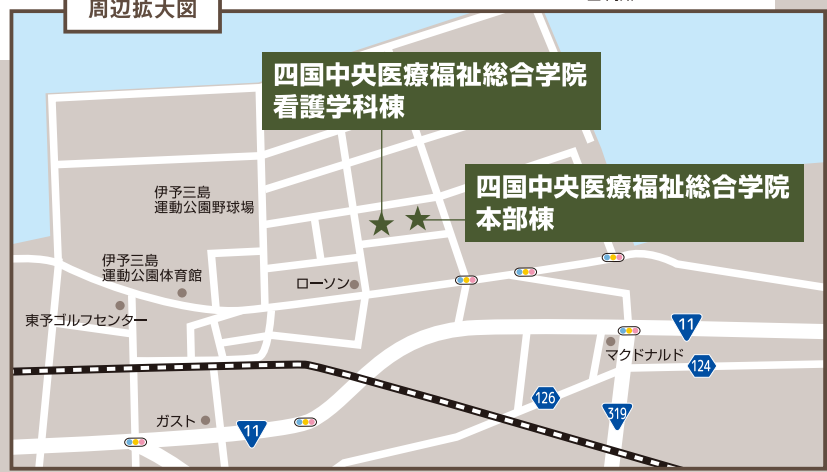 周辺拡大図
四国中央医療福祉総合学院
看護学科棟
四国中央医療福祉総合学院
本部棟
伊予三島
運動公園野球場
伊予三島
運動公園体育館
ローソン
東予ゴルフセンター
11
マクドナルド
124
126
319
ガスト
11